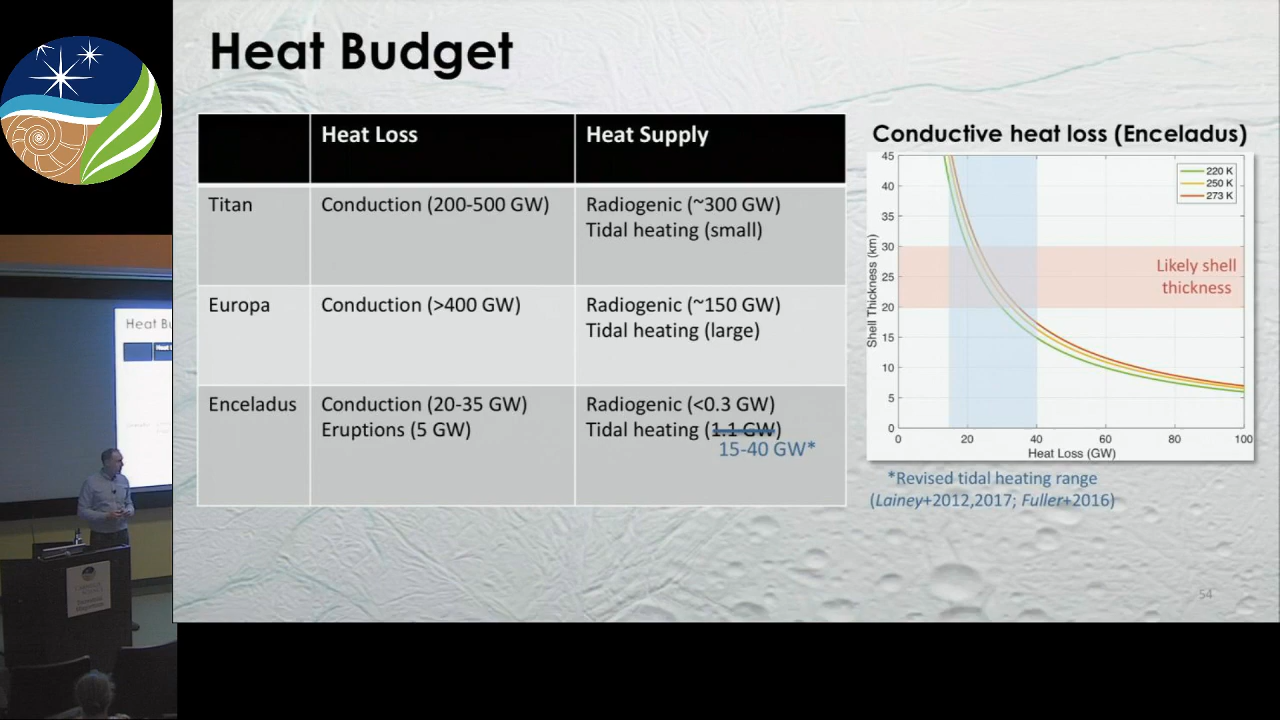 Heat Budget
Heat Loss
Heat Supply
Titan
Conduction (200-500 GW)
Radiogenic (~300 GW)
Tidal heating (small)
Europa
Conduction (>400 GW)
Radiogenic (~150 GW)
Tidal heating (large)
Enceladus
Conduction (20-35 GW)
Eruptions (5 GW)
Radiogenic (<0.3 GW)
Tidal heating (1.1 GW)
15-40 GW*
Conductive heat loss (Enceladus)
45
40
35
30
25
20
15
10
5
0
Shell Thickness (km)
220 K
250 K
273 K
Likely shell
thickness
0
20
40
60
80
100
Heat Loss (GW)
*Revised tidal heating range
(Lainey+2012,2017; Fuller+2016)
54
Heat Bu